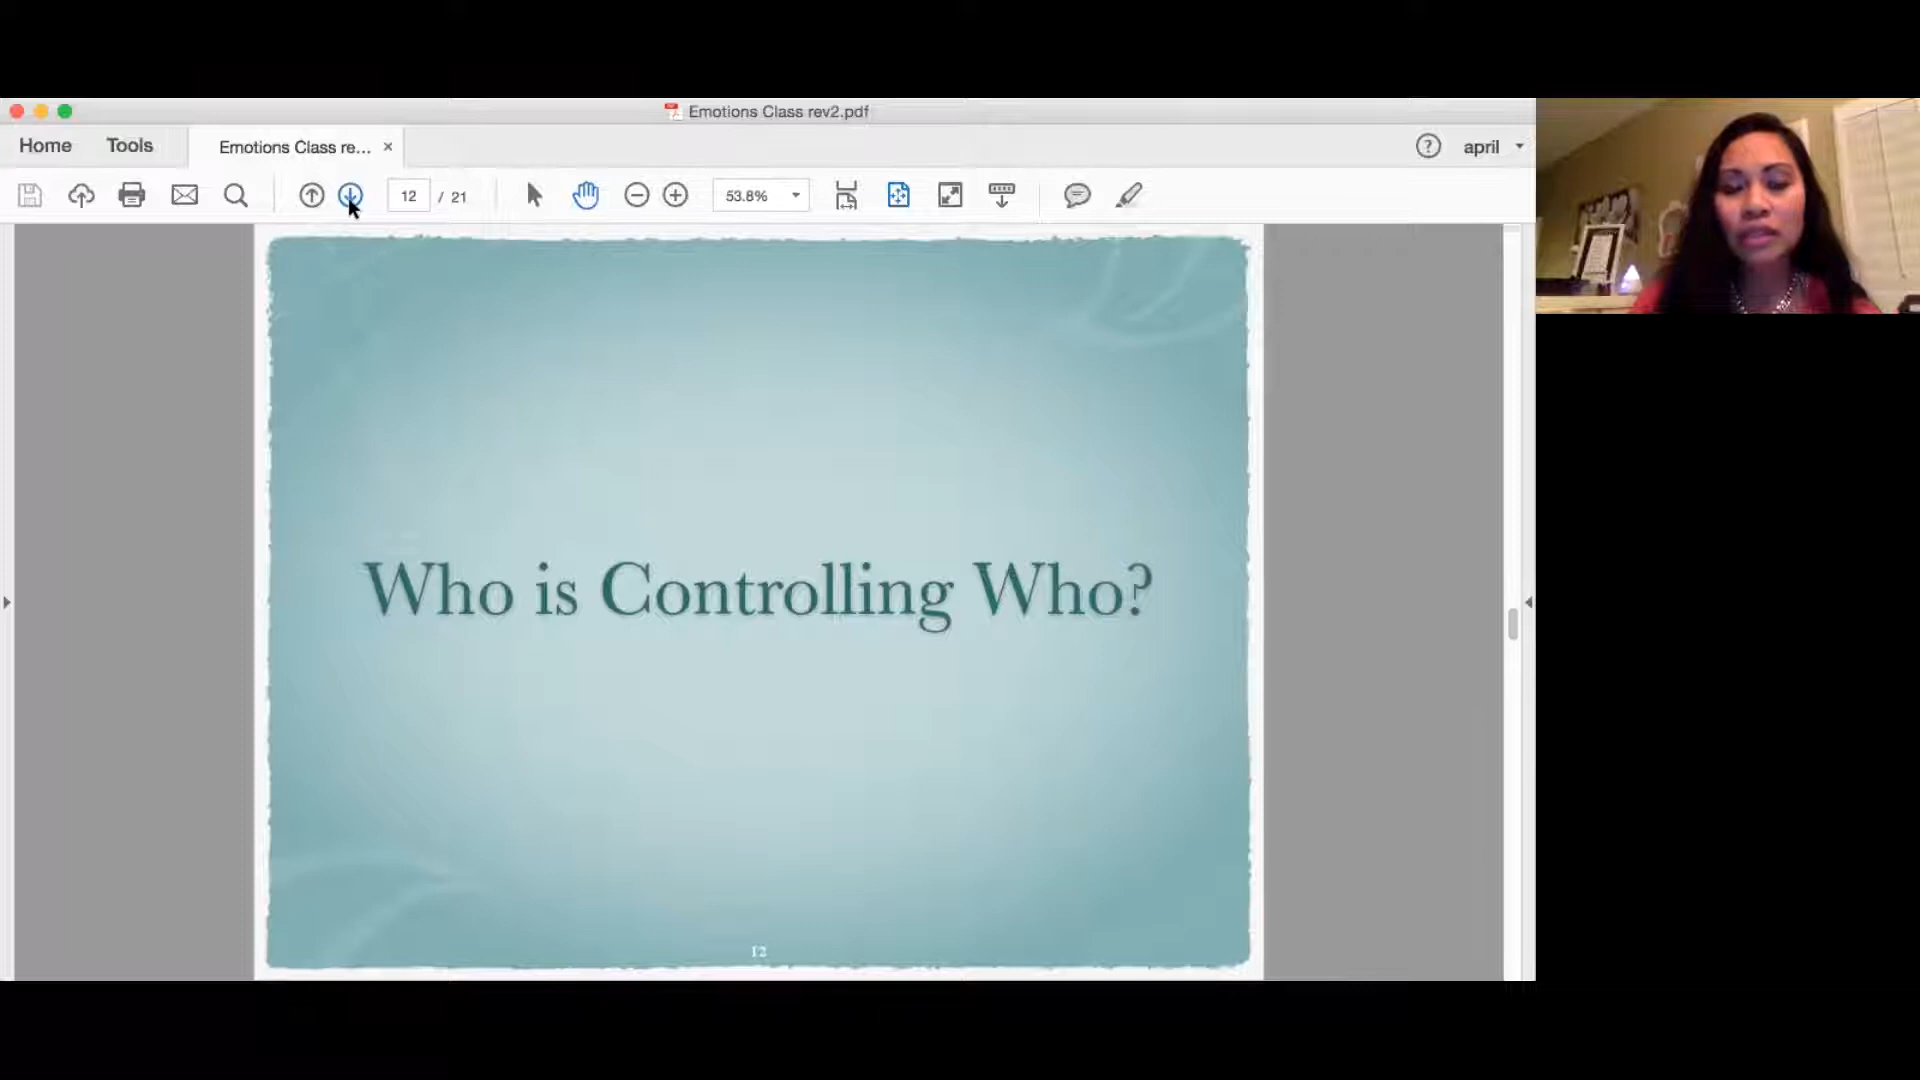 Emotions Class rev2.pdf
Home
Tools
Emotions Class re...
april
12 / 21
53.8%
Who is Controlling Who?
12